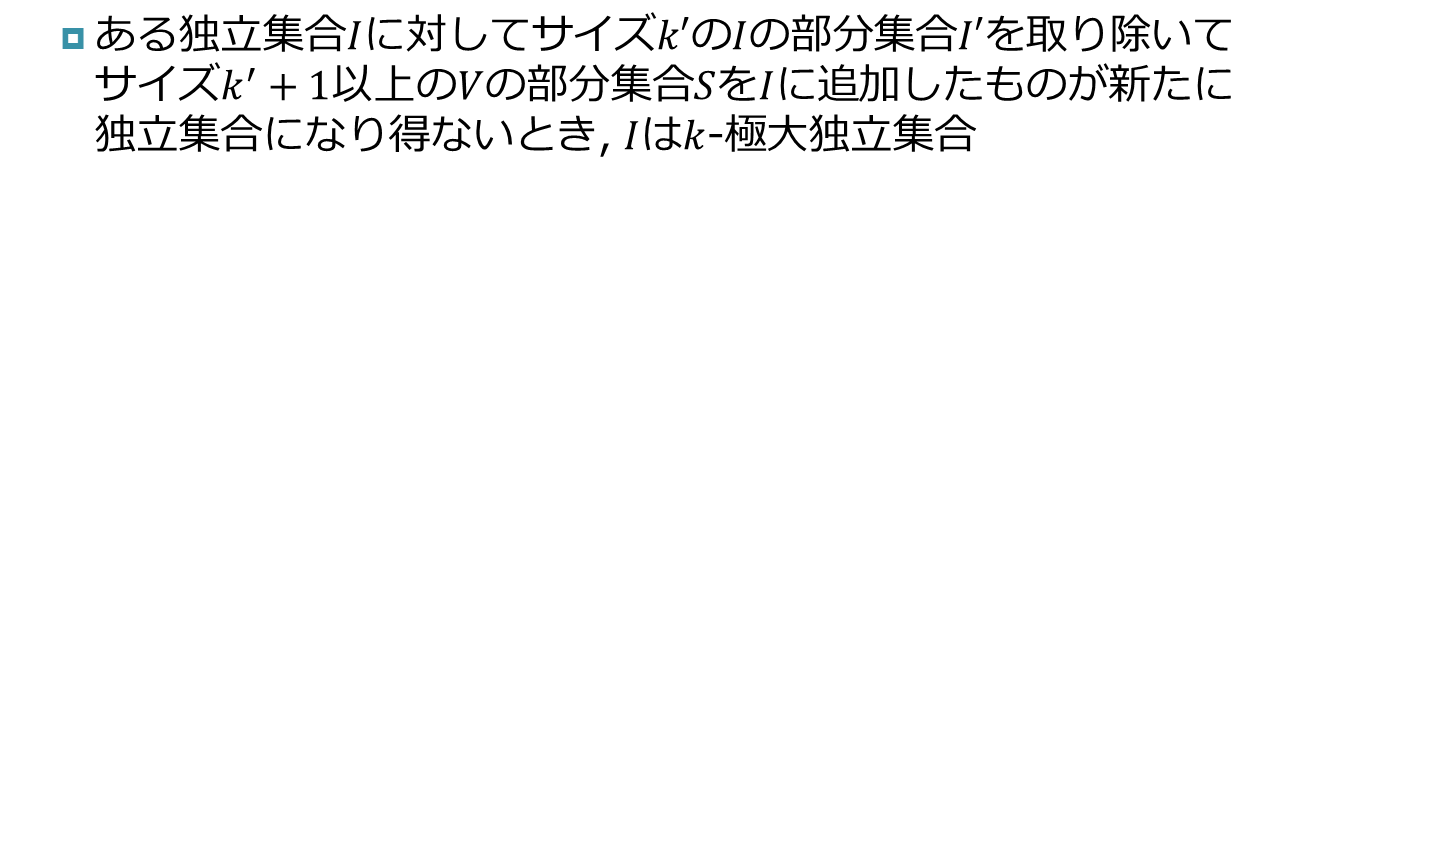 ある独立集合𝐼に対してサイズ𝑘′の𝐼の部分集合𝐼′を取り除いて
サイズ𝑘′ + 1以上の𝑉の部分集合𝑆を𝐼に追加したものが新たに
独立集合になり得ないとき, 𝐼は𝑘-極大独立集合